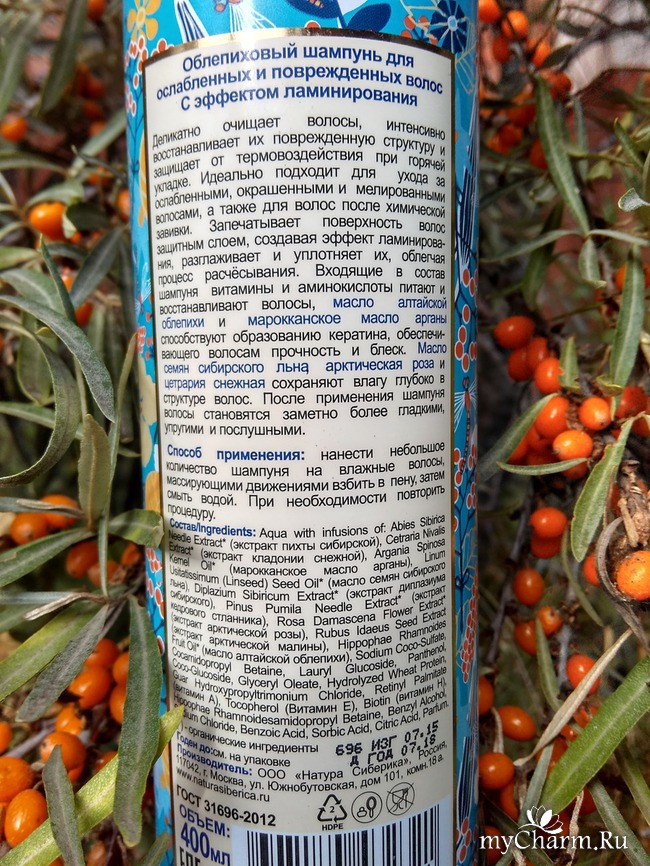 Облепиховый шампунь для
ослабленных и поврежденных волос
С эффектом ламинирования
Деликатно очищает волосы, интенсивно
восстанавливает их поврежденную структуру и
защищает от термовоздействия при горячей
укладке. Идеально подходит для ухода за
ослабленными, окрашенными и мелированными
волосами, а также для волос после химической
завивки. Запечатывает поверхность волос
защитным слоем, создавая эффект ламинирова-
ния, разглаживает и уплотняет их, облегчая
процесс расчёсывания. Входящие в состав
шампуня витамины и аминокислоты питают и
восстанавливают волосы, масло алтайской
облепихи и марокканское масло арганы
способствуют образованию кератина, обеспечи-
вающего волосам прочность и блеск. Масло
семян сибирского льна, арктическая роза и
цетрария снежная сохраняют влагу глубоко в
структуре волос. После применения шампуня
волосы становятся заметно более гладкими,
упругими и послушными.
Способ применения: нанести небольшое
количество шампуня на влажные волосы,
массирующими движениями взбить в пену, затем
смыть водой. При необходимости повторить
процедуру.
Состав/Ingredients: Aqua with infusions of: Abies Sibirica
Needle Extract* (экстракт пихты сибирской), Cetraria Nivalis
Extract* (экстракт кладонии снежной), Argania Spinosa
Kernel Oil* (марокканское масло арганы), Linum
Usitatissimum (Linseed) Seed Oil* (масло семян сибирского
льна), Diplazium Sibiricum Extract* (экстракт диплазиума
сибирского), Pinus Pumila Needle Extract* (экстракт
кедрового стланника), Rosa Damascena Flower Extract*
(экстракт арктической розы), Rubus Idaeus Seed Extract
(экстракт арктической малины), Hippophae Rhamnoides
Fruit Oil* (масло алтайской облепихи), Sodium Coco-Sulfate,
Cocamidopropyl Betaine, Lauryl Glucoside, Panthenol,
Coco-Glucoside, Glyceryl Oleate, Hydrolyzed Wheat Protein,
Guar Hydroxypropyltrimonium Chloride, Retinyl Palmitate
(витамин А), Tocopherol (Витамин Е), Biotin (витамин Н),
Hippophae Rhamnoidesamidopropyl Betaine, Benzyl Alcohol,
Chloride, Benzoic Acid, Sorbic Acid, Citric Acid, Parfum.
- органические ингредиенты
Годен до: см. на упаковке
696 ИЗГ 07.15
Д ГОД 07.18
Производитель: ООО «Натура Сиберика», Россия,
117042, г. Москва, ул. Южнобутовская, дом 101, комн.18 а.
www.naturasiberica.ru
ГОСТ 31696-2012
ОБЪЕМ:
400мл
2
HDPE
myCharm.Ru